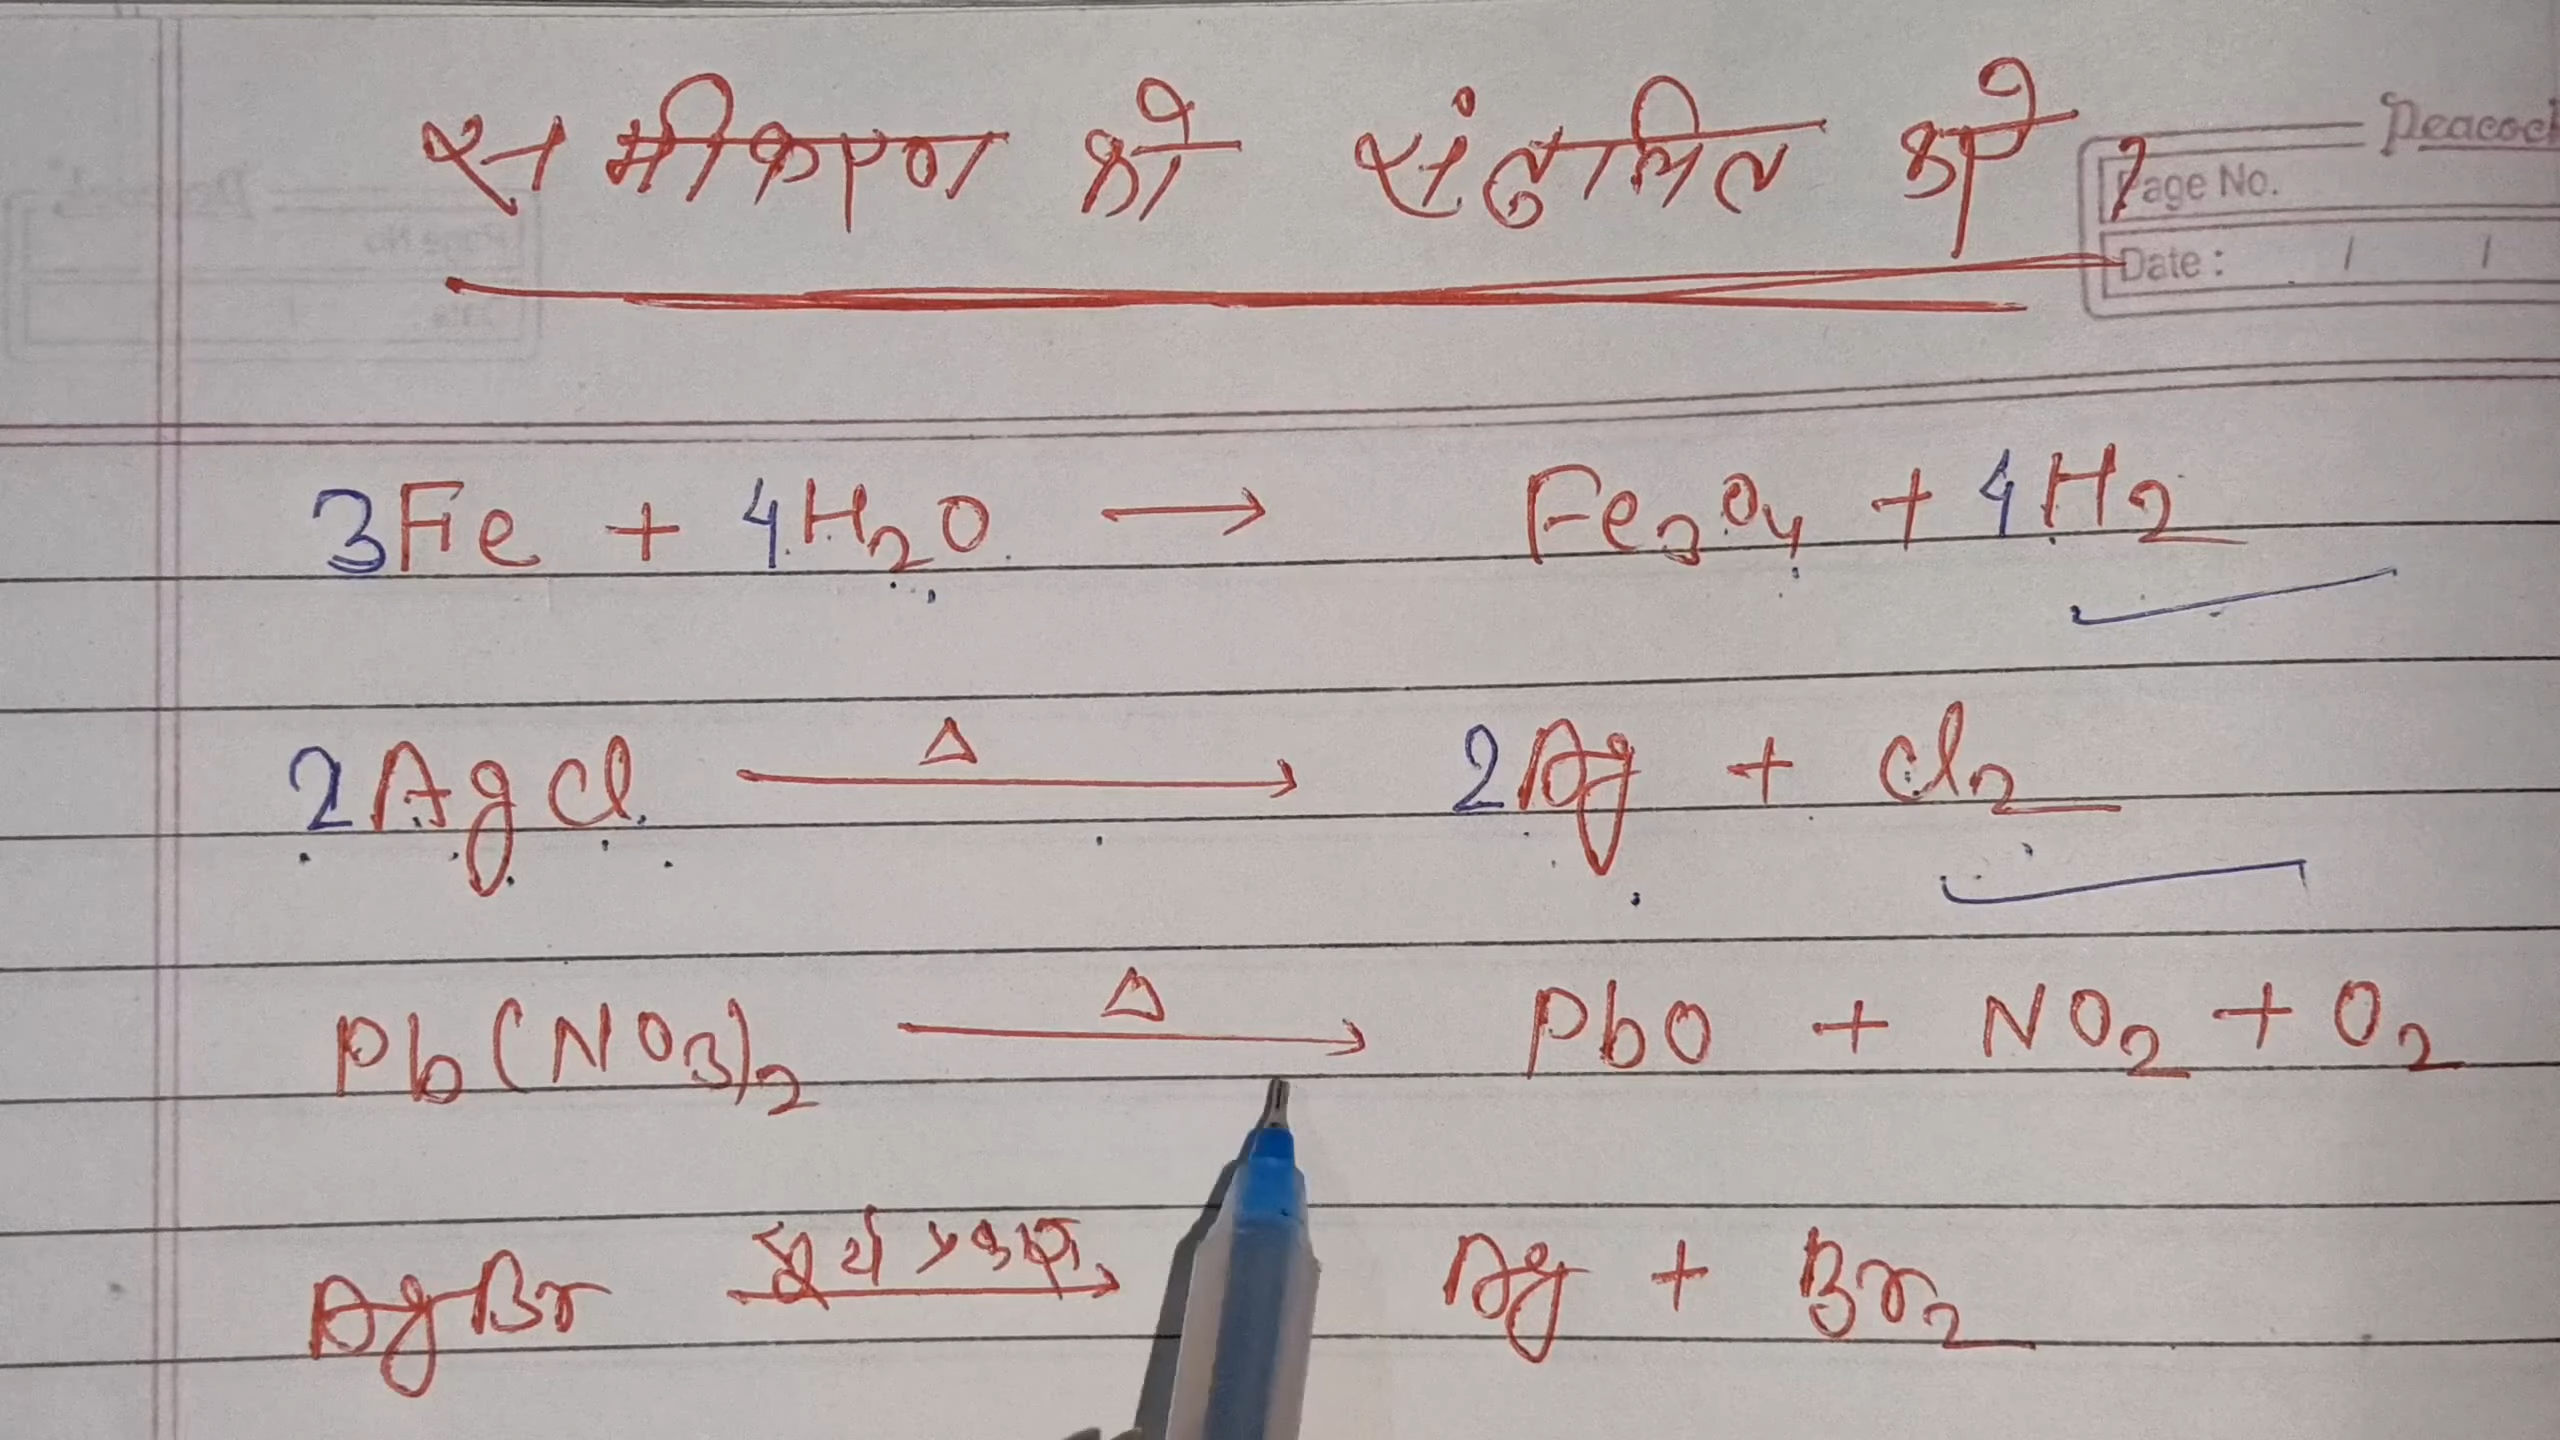 समीकरण को संतुलित करे ?
Peacock
Page No.
Date : / /
3Fe + 4H₂O → Fe₃O₄ + 4H₂
2AgCl Δ→ 2Ag + Cl₂
Pb(NO₃)₂ Δ→ PbO + NO₂ + O₂
AgBr सूर्य प्रकाश→ Ag + Br₂